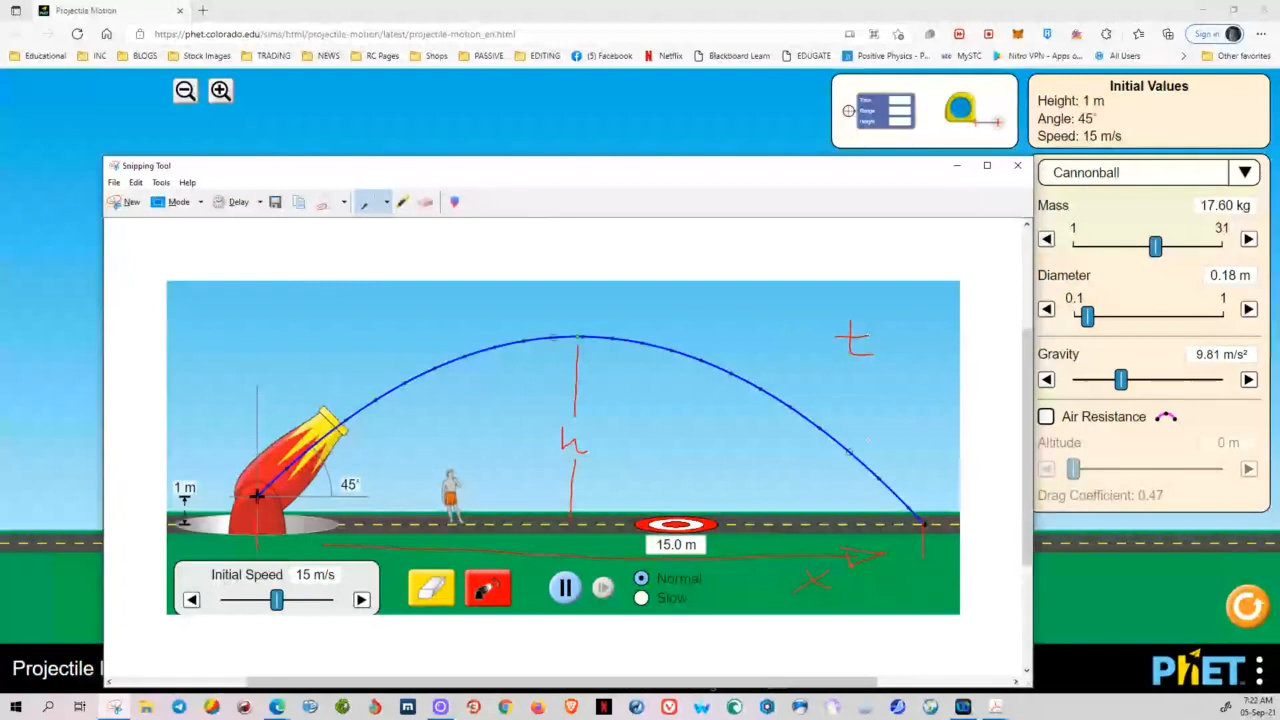 Projectile Motion
https://phet.colorado.edu/sims/html/projectile-motion/latest/projectile-motion_en.html
Sign in
Educational INC BLOGS Stock Images TRADING NEWS RC Pages Shops PASSIVE EDITING (5) Facebook Netflix Blackboard Learn EDUGATE Positive Physics - P... MySTC Nitro VPN - Apps o... All Users Other favorites
Time
Range
Height
Initial Values
Height: 1 m
Angle: 45°
Speed: 15 m/s
Snipping Tool
File Edit Tools Help
New Mode Delay
Cannonball
Mass 17.60 kg
1 31
Diameter 0.18 m
0.1 1
Gravity 9.81 m/s²
Air Resistance
Altitude 0 m
Drag Coefficient: 0.47
t
h
1 m
45°
15.0 m
x
Initial Speed 15 m/s
Normal
Slow
Projectile
PhET
7:22 AM
05-Sep-21